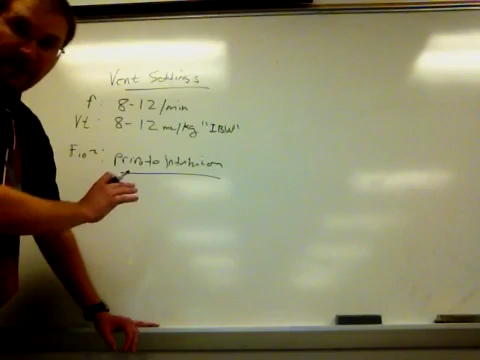 Vent Settings
f: 8-12/min
Vt: 8-12 mL/kg "IBW"
FiO2: prior to Intubation